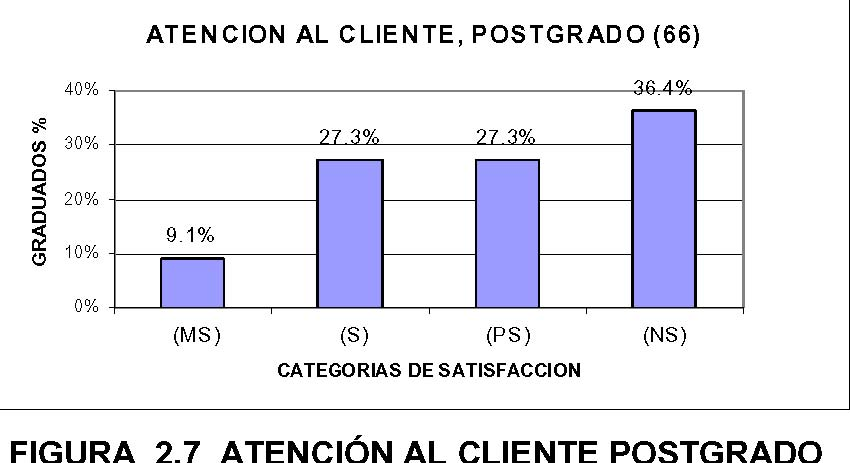 ATENCION AL CLIENTE, POSTGRADO (66)
GRADUADOS %
40%
30%
20%
10%
0%
9.1%
27.3%
27.3%
36.4%
(MS)
(S)
(PS)
(NS)
CATEGORIAS DE SATISFACCION
FIGURA 2.7 ATENCIÓN AL CLIENTE POSTGRADO